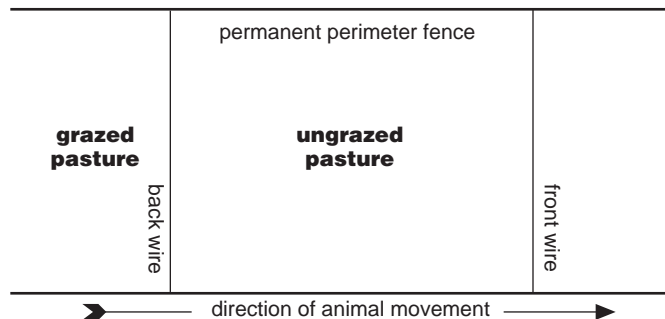 permanent perimeter fence
grazed
pasture
ungrazed
pasture
back wire
front wire
direction of animal movement